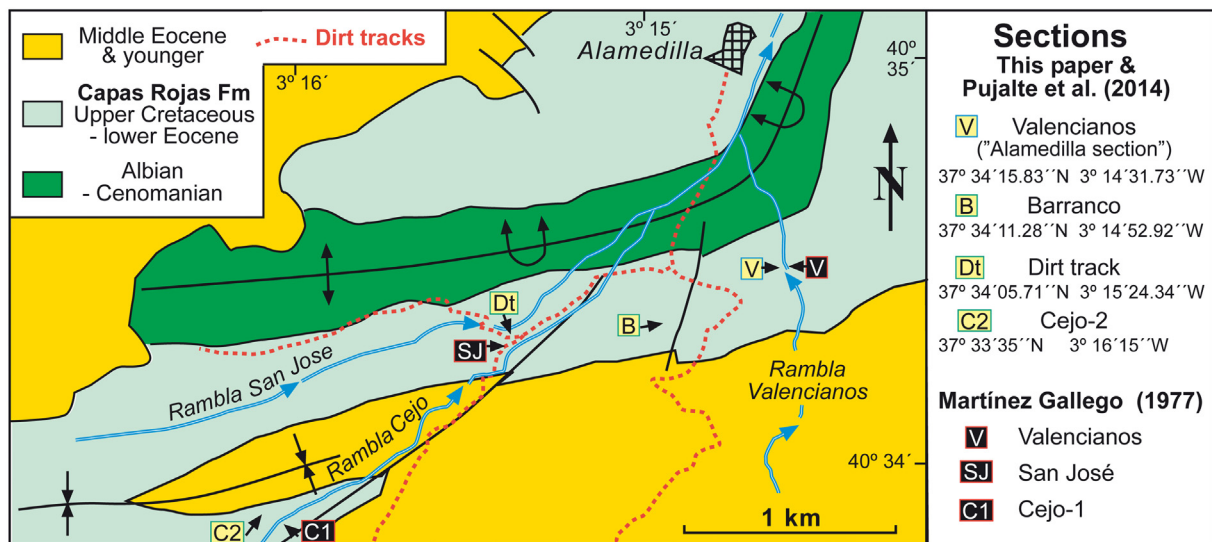 Middle Eocene
& younger
Capas Rojas Fm
Upper Cretaceous
- lower Eocene
Albian
- Cenomanian
Dirt tracks
3º 16´
3º 15´
Alamedilla
40º
35´
N
V
V
B
Dt
SJ
Rambla San Jose
Rambla Cejo
Rambla
Valencianos
C2
C1
40º 34´
1 km
Sections
This paper &
Pujalte et al. (2014)
V Valencianos
("Alamedilla section")
37º 34´15.83´´N 3º 14´31.73´´W
B Barranco
37º 34´11.28´´N 3º 14´52.92´´W
Dt Dirt track
37º 34´05.71´´N 3º 15´24.34´´W
C2 Cejo-2
37º 33´35´´N 3º 16´15´´W
Martínez Gallego (1977)
V Valencianos
SJ San José
C1 Cejo-1